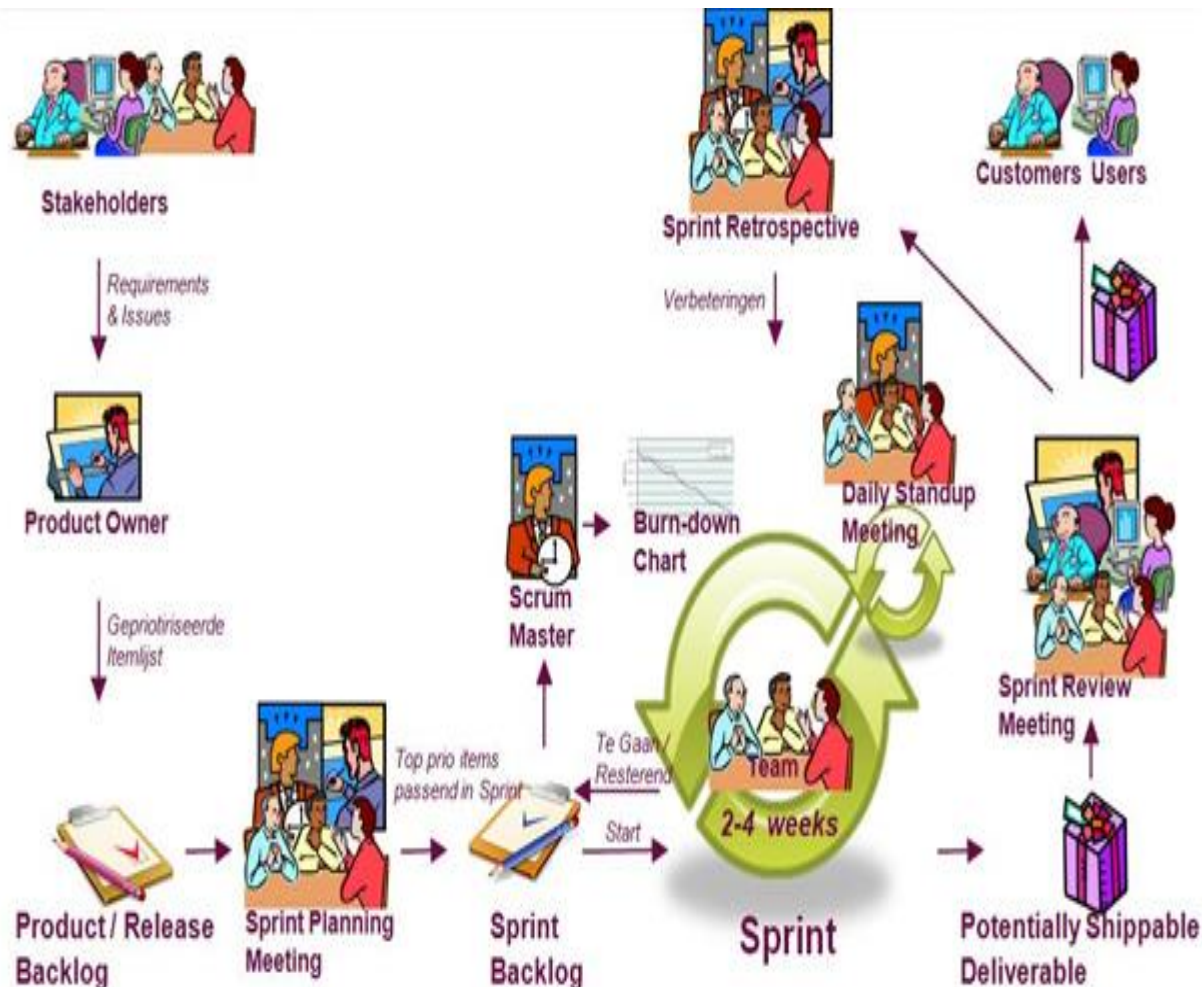 Stakeholders
Requirements
& Issues
Product Owner
Gepriotiriseerde
Itemlijst
Product / Release
Backlog
Sprint Planning
Meeting
Top prio items
passend in Sprint
Sprint
Backlog
Scrum
Master
Burn-down
Chart
Te Gaan /
Resterend
Start
Team
2-4 weeks
Sprint
Sprint Retrospective
Verbeteringen
Daily Standup
Meeting
Customers Users
Sprint Review
Meeting
Potentially Shippable
Deliverable